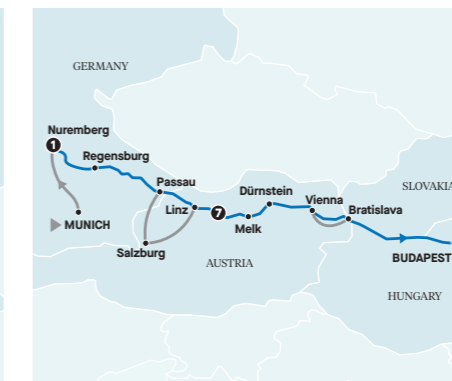 GERMANY
Nuremberg
1
Regensburg
Passau
Dürnstein
Vienna
SLOVAKIA
Linz
7
Bratislava
MUNICH
Melk
Salzburg
BUDAPEST
AUSTRIA
HUNGARY